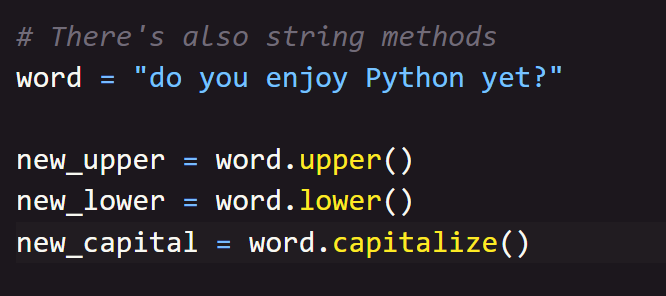 # There's also string methods
word = "do you enjoy Python yet?"
new_upper = word.upper()
new_lower = word.lower()
new_capital = word.capitalize()